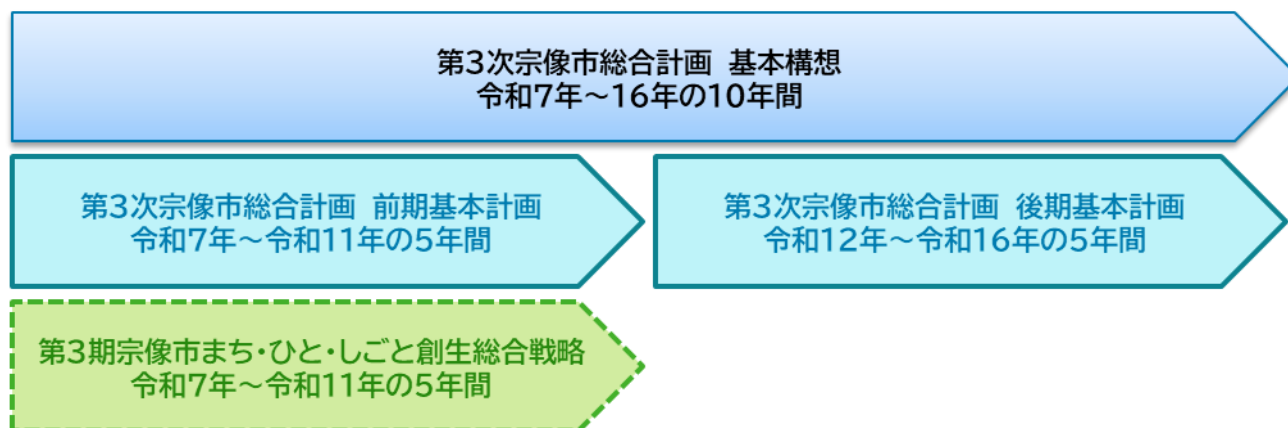 第3次宗像市総合計画 基本構想
令和7年～16年の10年間
第3次宗像市総合計画 前期基本計画
令和7年～令和11年の5年間
第3次宗像市総合計画 後期基本計画
令和12年～令和16年の5年間
第3期宗像市まち・ひと・しごと創生総合戦略
令和7年～令和11年の5年間